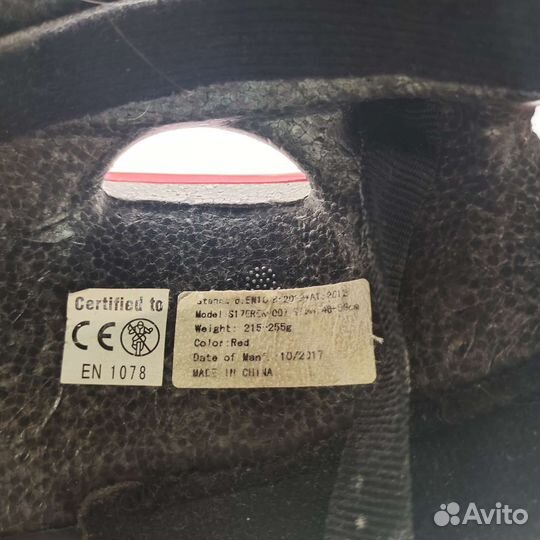 Certified to
CE
EN 1078
Weight: 215-255g
Color:Red
Date of Man 10/2017
MADE IN CHINA
Model
Avito